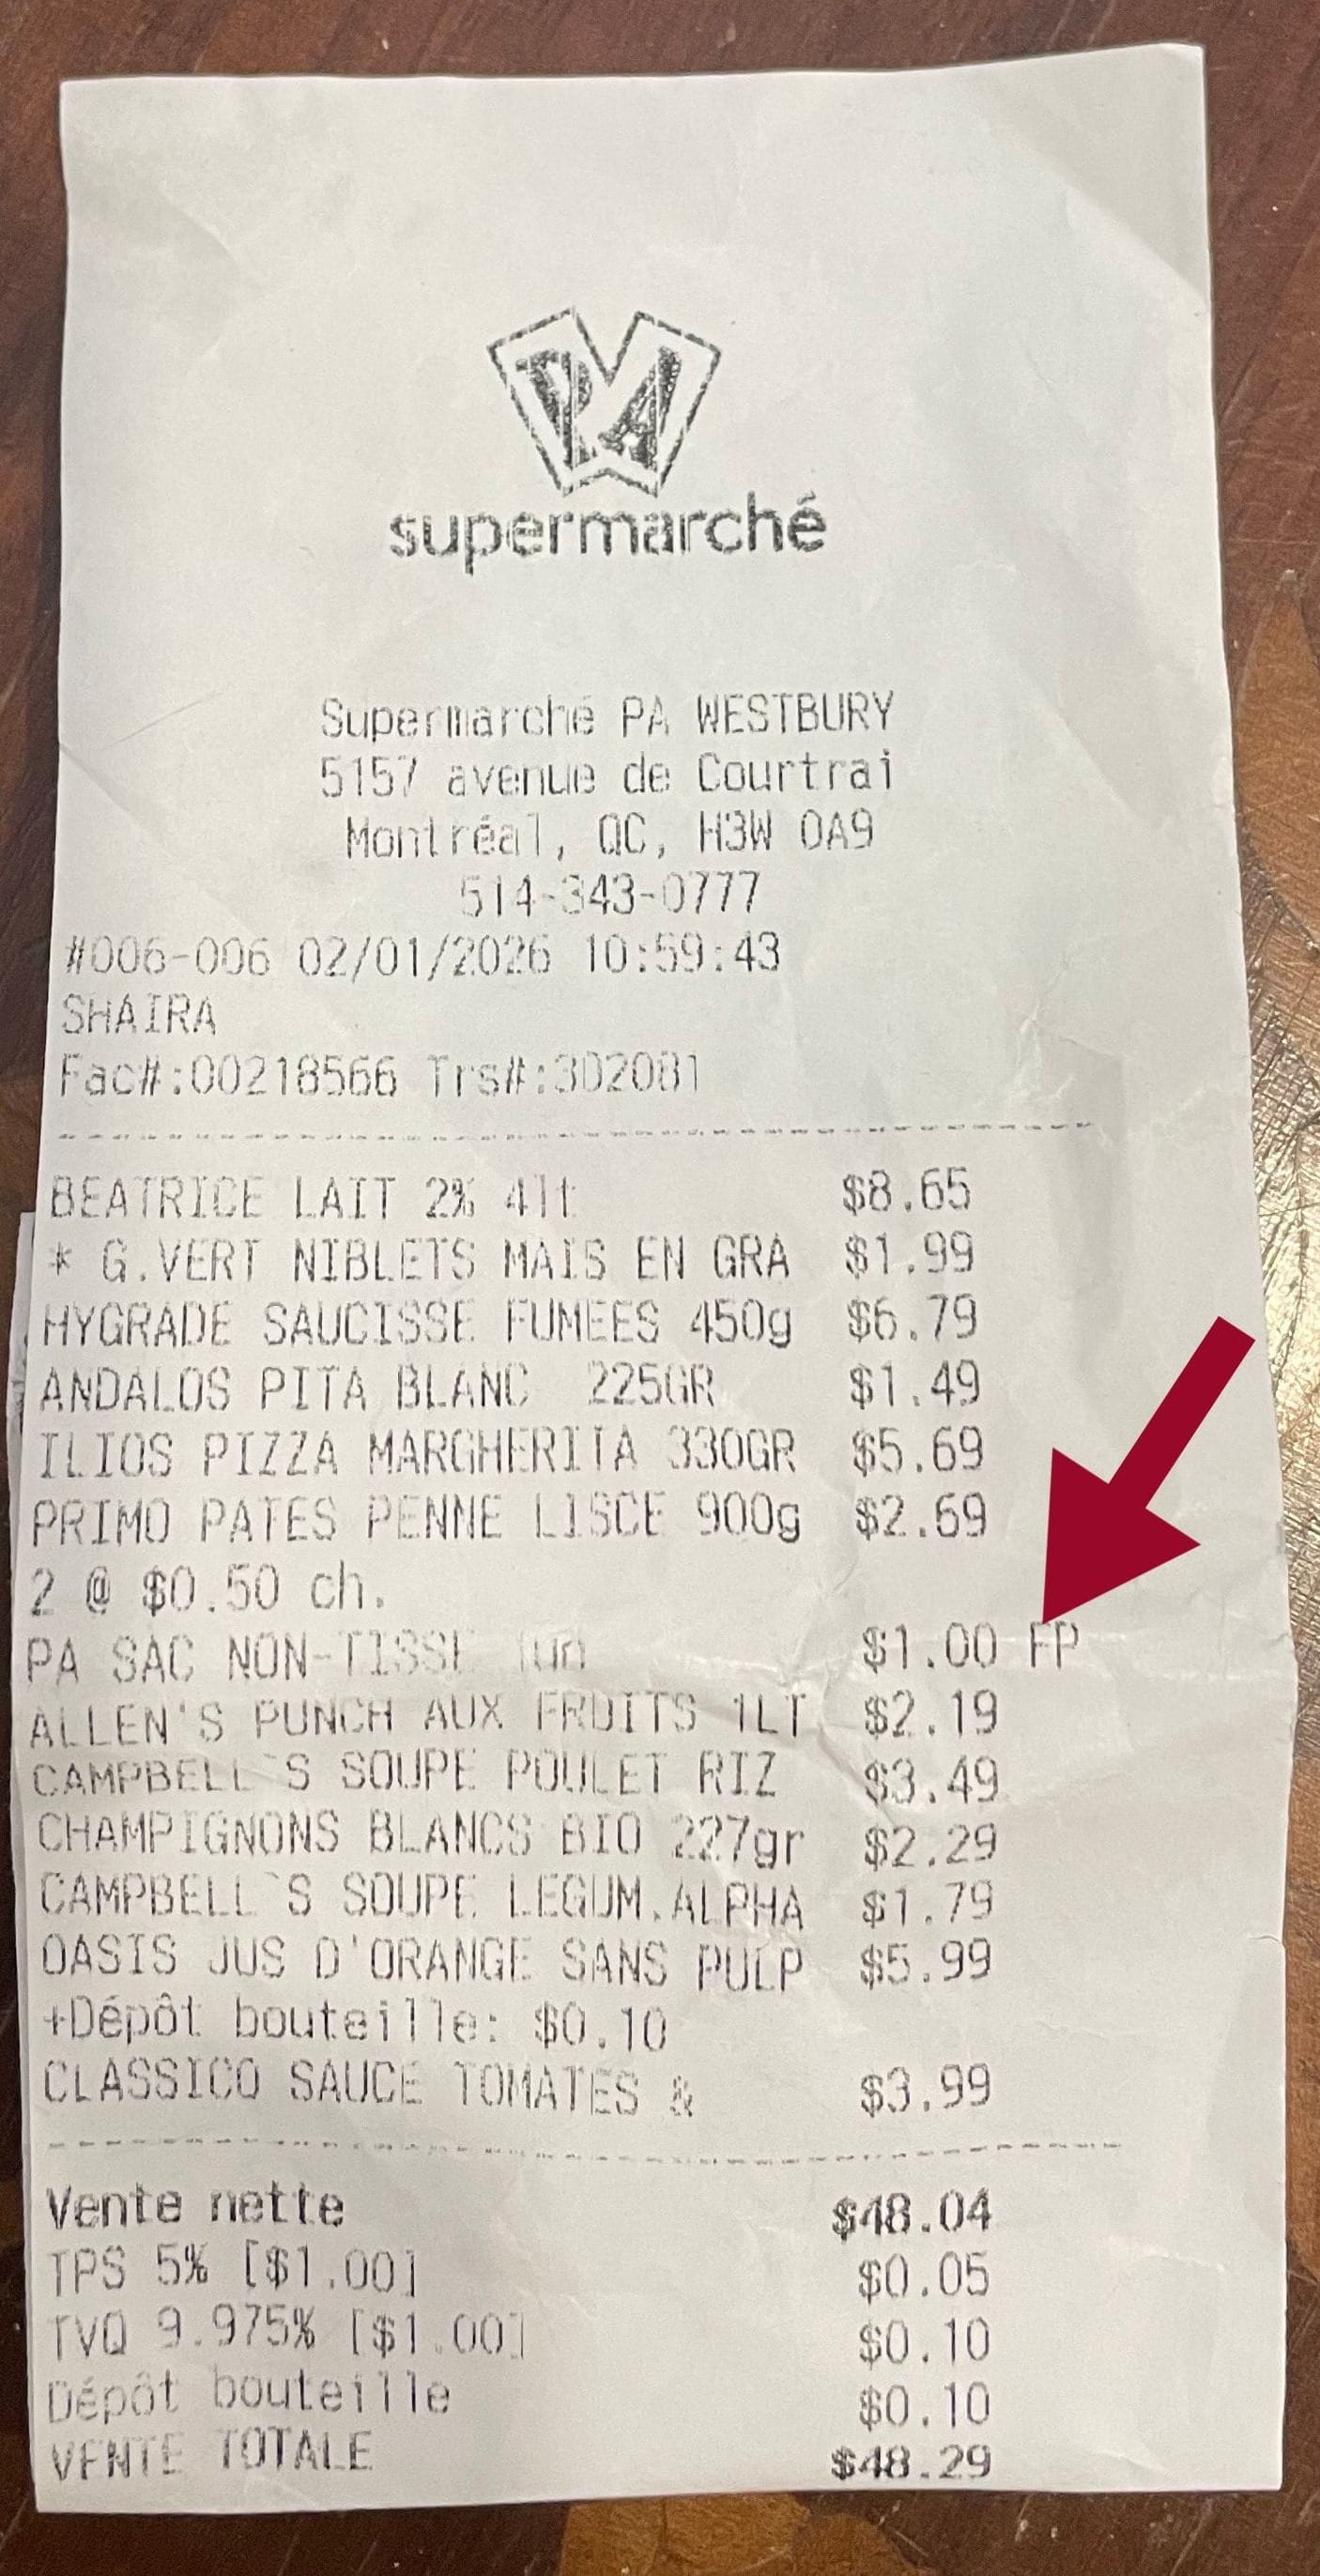 PA
supermarché
Supermarché PA WESTBURY
5157 avenue de Courtrai
Montréal, QC, H3W 0A9
514-343-0777
#006-006 02/01/2026 10:59:43
SHAIRA
Fac#:00218566 Trs#:302081
BEATRICE LAIT 2% 4lt $8.65
* G.VERT NIBLETS MAIS EN GRA $1.99
HYGRADE SAUCISSE FUMEES 450g $6.79
ANDALOS PITA BLANC 225GR $1.49
ILIOS PIZZA MARGHERITA 330GR $5.69
PRIMO PATES PENNE LISCE 900g $2.69
2 @ $0.50 ch.
PA SAC NON-TISSE 1un $1.00 FP
ALLEN'S PUNCH AUX FRUITS 1LT $2.19
CAMPBELL`S SOUPE POULET RIZ $3.49
CHAMPIGNONS BLANCS BIO 227gr $2.29
CAMPBELL`S SOUPE LEGUM.ALPHA $1.79
OASIS JUS D'ORANGE SANS PULP $5.99
+Dépôt bouteille: $0.10
CLASSICO SAUCE TOMATES & $3.99
Vente nette $48.04
TPS 5% [$1.00] $0.05
TVQ 9.975% [$1.00] $0.10
Dépôt bouteille $0.10
VENTE TOTALE $48.29